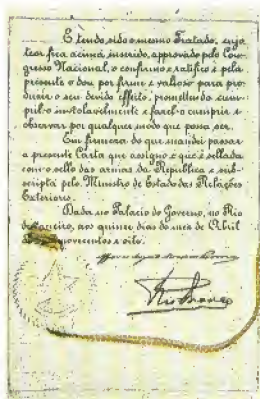 E tendo sido o mesmo Tratado, cujo
teor fica acima inserido, approvado pelo Con-
gresso Nacional, o confirmo e ratifico e pela
presente o dou por firme e valioso para pro-
duzir o seu devido effeito, promettendo cum-
pril-o inviolavelmente e fazel-o cumprir e
observar por qualquer modo que possa ser.
Em firmeza do que mandei passar
a presente Carta que assigno e que é sellada
com o sello das armas da Republica e sub-
scripta pelo Ministro de Estado das Relações
Exteriores.
Dada no Palacio do Governo, no Rio
de Janeiro, aos quinze dias do mez de Abril
novecentos e oito.
Rio Branco